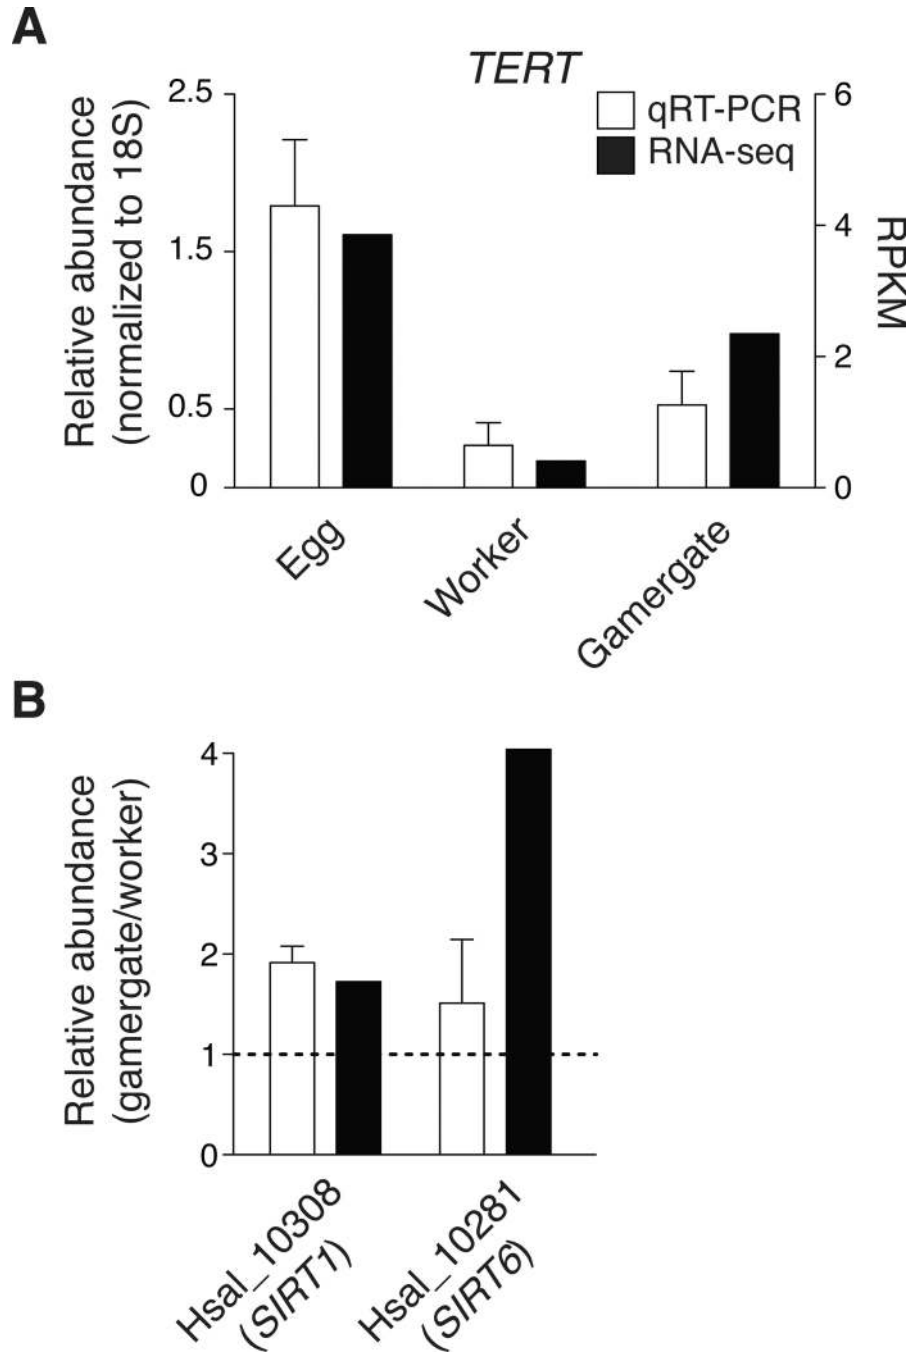 A
TERT
Relative abundance
(normalized to 18S)
2.5
1.5
0.5
0
qRT-PCR
RNA-seq
6
4
2
0
RPKM
Egg
Worker
Gamergate
B
Relative abundance
(gamergate/worker)
4
3
2
1
0
Hsal_10308
(SIRT1)
Hsal_10281
(SIRT6)